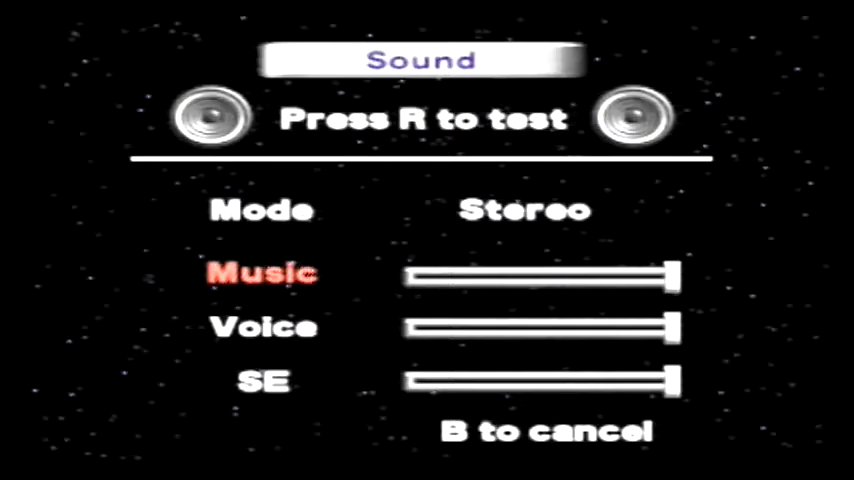 Sound
Press R to test
Mode Stereo
Music
Voice
SE
B to cancel